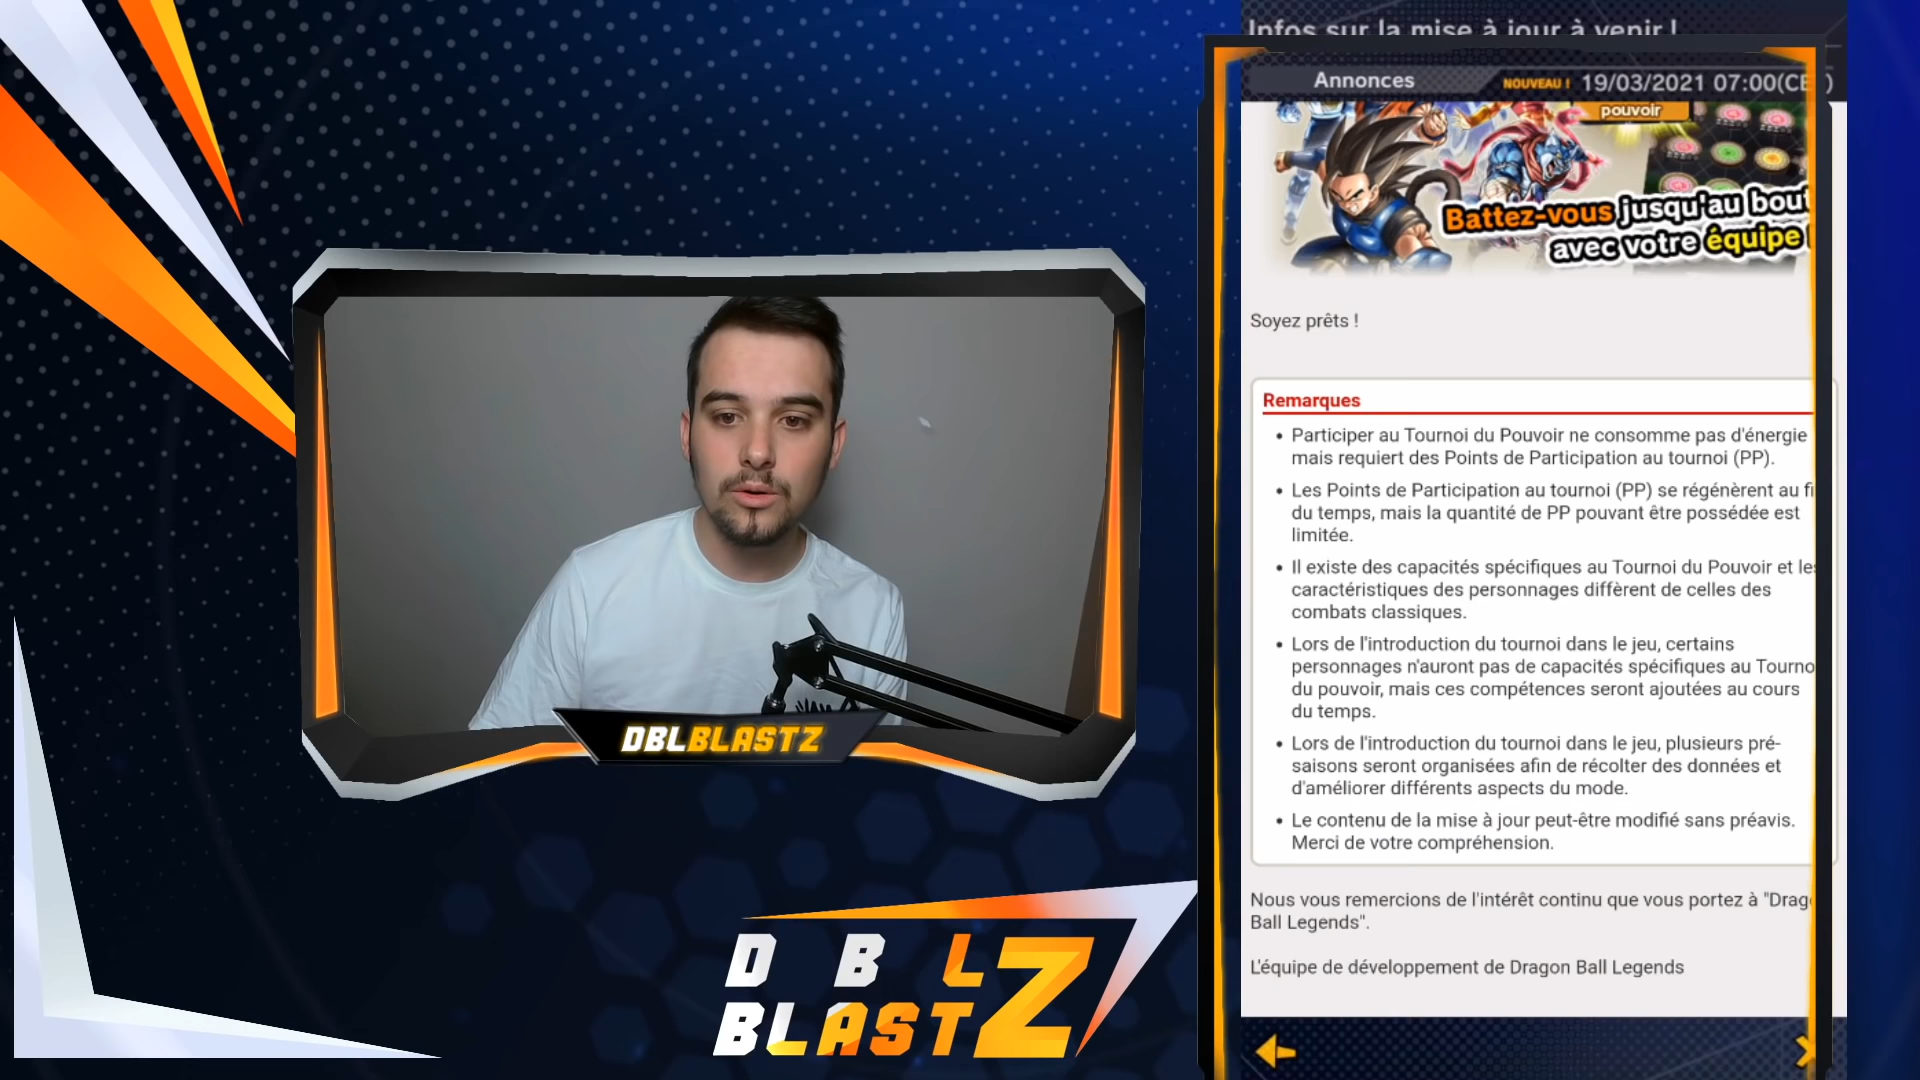 Infos sur la mise à jour à venir !
Annonces
NOUVEAU !
19/03/2021 07:00(CE )
pouvoir
Battez-vous jusqu'au bout
avec votre équipe !
Soyez prêts !
Remarques
• Participer au Tournoi du Pouvoir ne consomme pas d'énergie
mais requiert des Points de Participation au tournoi (PP).
• Les Points de Participation au tournoi (PP) se régénèrent au fi
du temps, mais la quantité de PP pouvant être possédée est
limitée.
• Il existe des capacités spécifiques au Tournoi du Pouvoir et les
caractéristiques des personnages diffèrent de celles des
combats classiques.
• Lors de l'introduction du tournoi dans le jeu, certains
personnages n'auront pas de capacités spécifiques au Tourno
du pouvoir, mais ces compétences seront ajoutées au cours
du temps.
• Lors de l'introduction du tournoi dans le jeu, plusieurs pré-
saisons seront organisées afin de récolter des données et
d'améliorer différents aspects du mode.
• Le contenu de la mise à jour peut-être modifié sans préavis.
Merci de votre compréhension.
Nous vous remercions de l'intérêt continu que vous portez à "Drag
Ball Legends".
L'équipe de développement de Dragon Ball Legends
DBLBLASTZ
DBL
BLASTZ